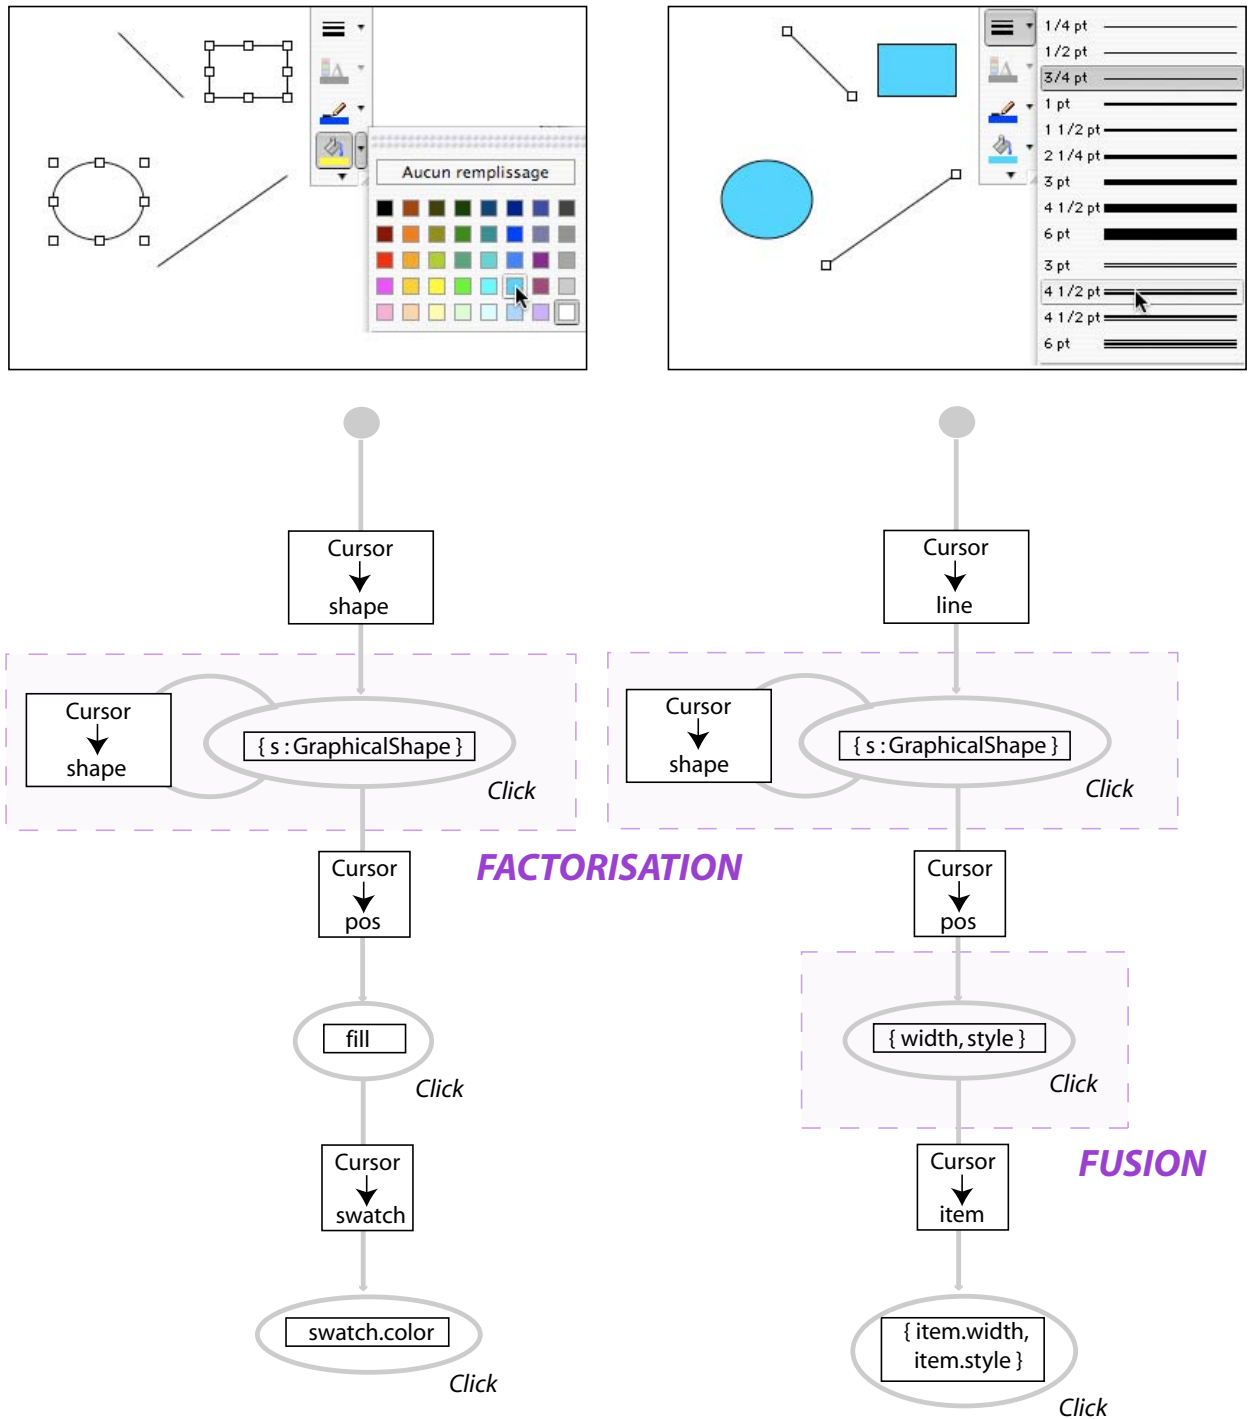 Aucun remplissage
1/4 pt
1/2 pt
3/4 pt
1 pt
1 1/2 pt
2 1/4 pt
3 pt
4 1/2 pt
6 pt
3 pt
4 1/2 pt
4 1/2 pt
6 pt
Cursor
shape
Cursor
shape
{ s : GraphicalShape }
Click
Cursor
pos
fill
Click
Cursor
swatch
swatch.color
Click
FACTORISATION
Cursor
line
Cursor
shape
{ s : GraphicalShape }
Click
Cursor
pos
{ width, style }
Click
FUSION
Cursor
item
{ item.width,
item.style }
Click